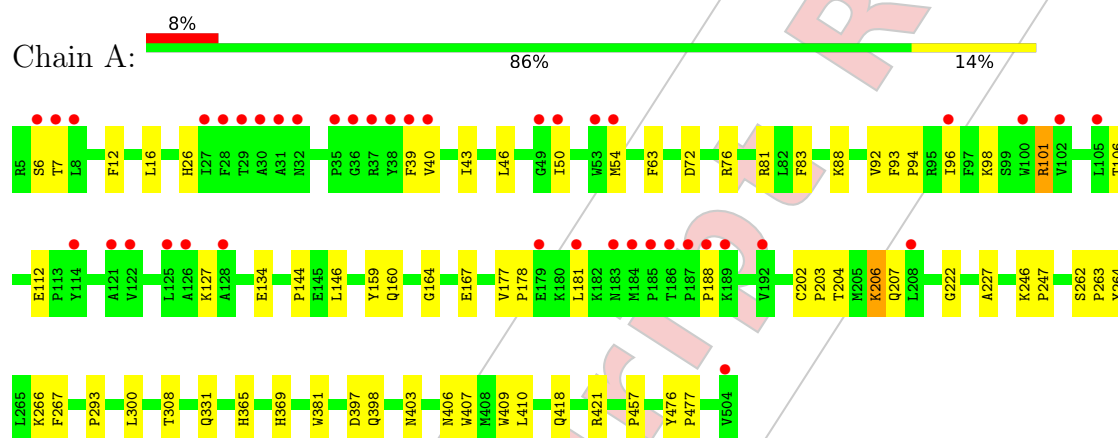 8%
Chain A:
86% 14%
R5 S6 T7 L8 F12 L16 H26 I27 F28 T29 A30 A31 N32 P35 G36 R37 Y38 F39 V40 I43 L46 G49 I50 W53 M54 F63 D72 R76 R81 L82 F83 K88 V92 F93 P94 R95 I96 F97 K98 S99 W100 R101 V102 L105 T106
E112 P113 Y114 A121 V122 L125 A126 K127 A128 E134 P144 E145 L146 Y159 Q160 G164 E167 V177 P178 E179 K180 L181 K182 N183 M184 P185 T186 P187 P188 K189 V192 C202 P203 T204 M205 K206 Q207 L208 G222 A227 K246 P247 S262 P263
L265 K266 F267 P293 L300 T308 Q331 H365 H369 W381 D397 Q398 N403 N406 W407 M408 W409 L410 Q418 R421 P457 Y476 P477 V504